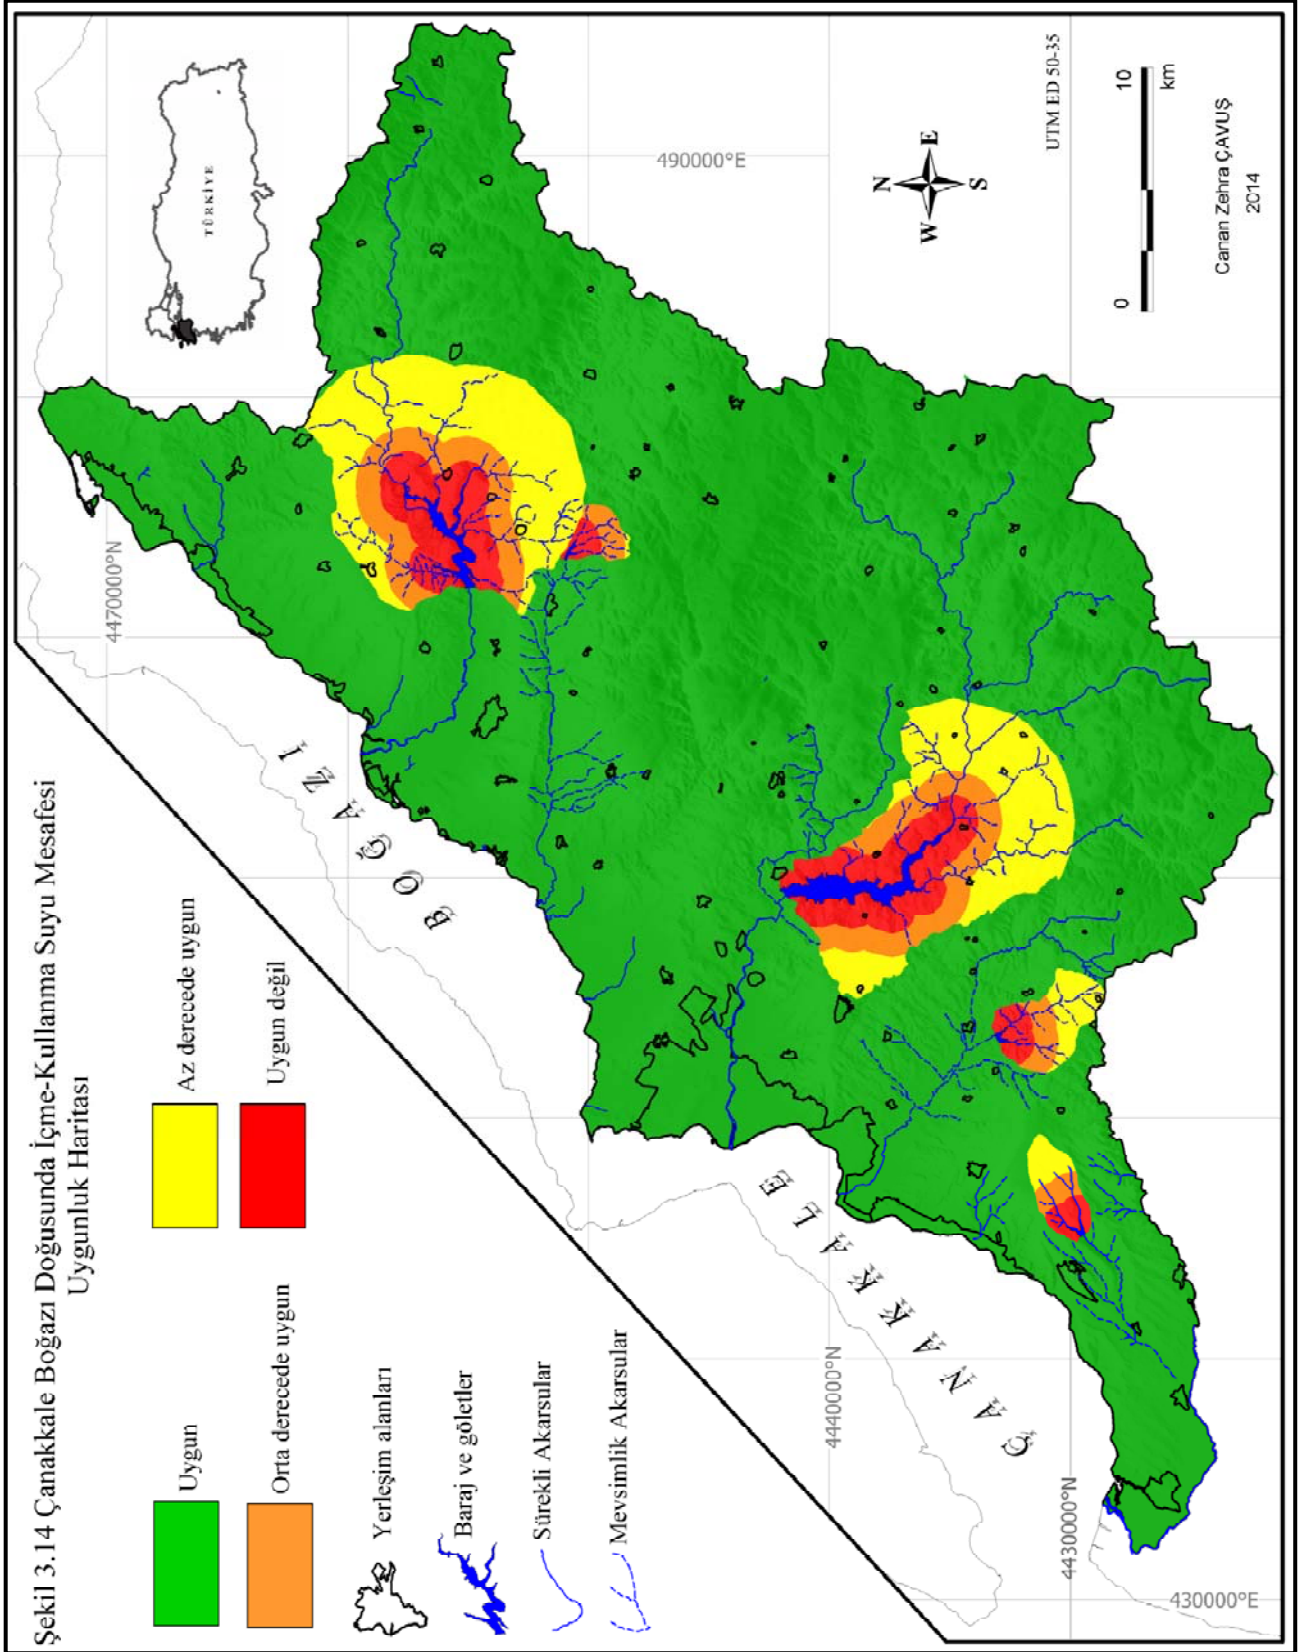 Şekil 3.14 Çanakkale Boğazı Doğusunda İçme-Kullanma Suyu Mesafesi
Uygunluk Haritası
Uygun
Az derecede uygun
Orta derecede uygun
Uygun değil
Yerleşim alanları
Baraj ve göletler
Sürekli Akarsular
Mevsimlik Akarsular
TÜRKİYE
ÇANAKKALE
BOĞAZI
4470000°N
4440000°N
4430000°N
430000°E
490000°E
N
W
E
S
UTM ED 50-35
0
10
km
Canan Zehra ÇAVUŞ
2014